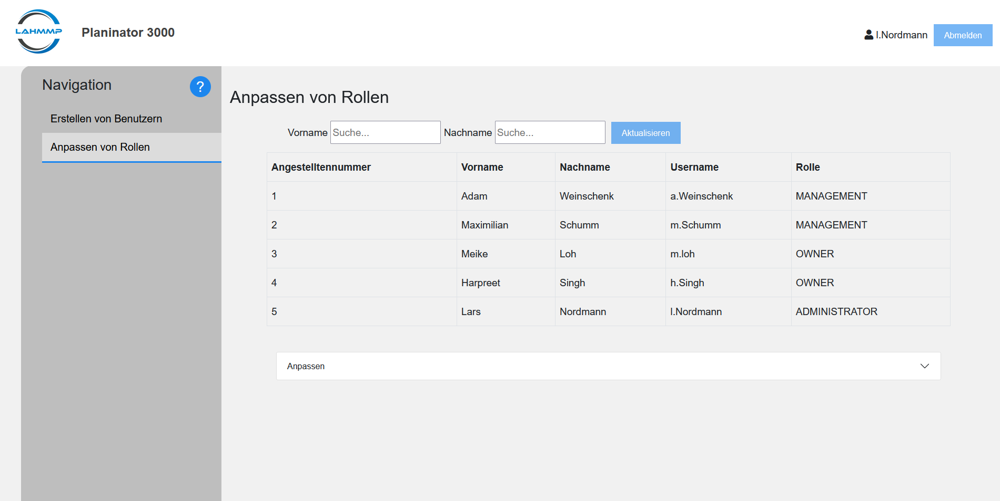 LAHMMP
Planinator 3000
l.Nordmann
Abmelden
Navigation
?
Erstellen von Benutzern
Anpassen von Rollen
Anpassen von Rollen
Vorname Suche... Nachname Suche... Aktualisieren
Angestelltennummer Vorname Nachname Username Rolle
1 Adam Weinschenk a.Weinschenk MANAGEMENT
2 Maximilian Schumm m.Schumm MANAGEMENT
3 Meike Loh m.loh OWNER
4 Harpreet Singh h.Singh OWNER
5 Lars Nordmann l.Nordmann ADMINISTRATOR
Anpassen